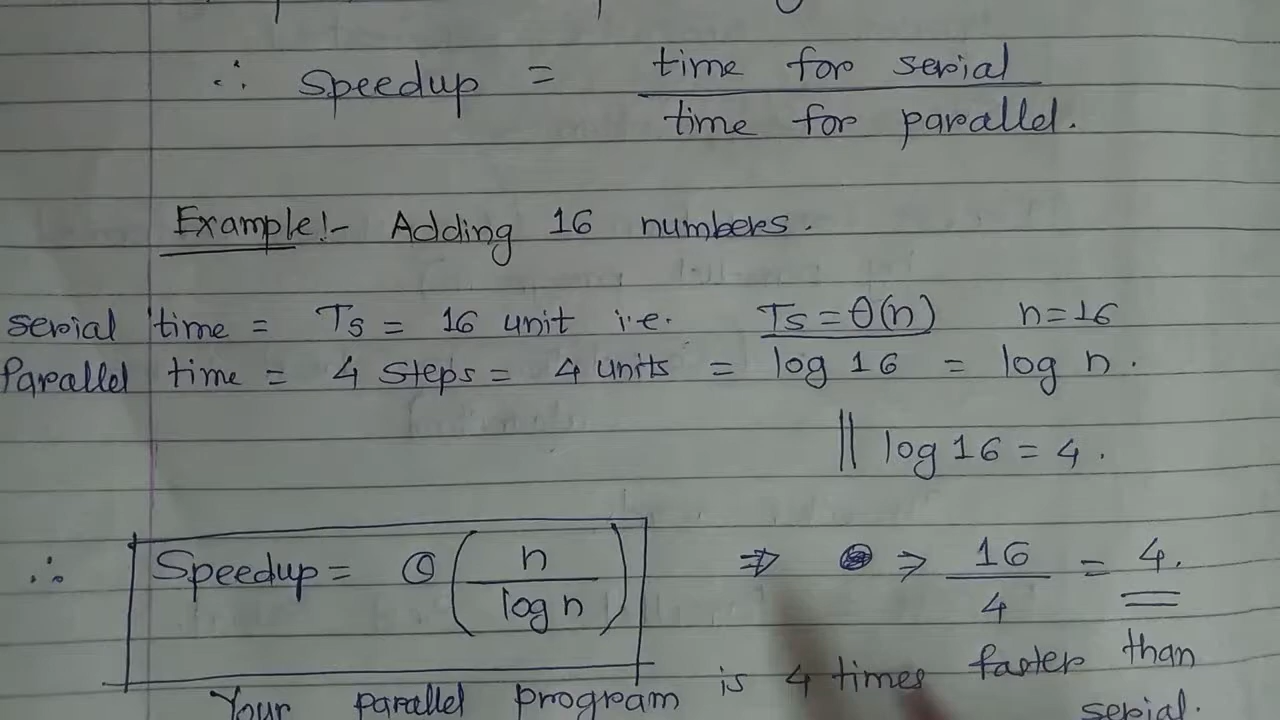 ∴ Speedup = time for serial
time for parallel.
Example!- Adding 16 numbers.
serial time = Ts = 16 unit i.e. Ts = θ(n) n=16
Parallel time = 4 steps = 4 units = log 16 = log n.
|| log 16 = 4.
∴ Speedup = Θ ( n / log n ) ⇒ ⇒ 16 / 4 = 4.
Your parallel program is 4 times faster than
serial.